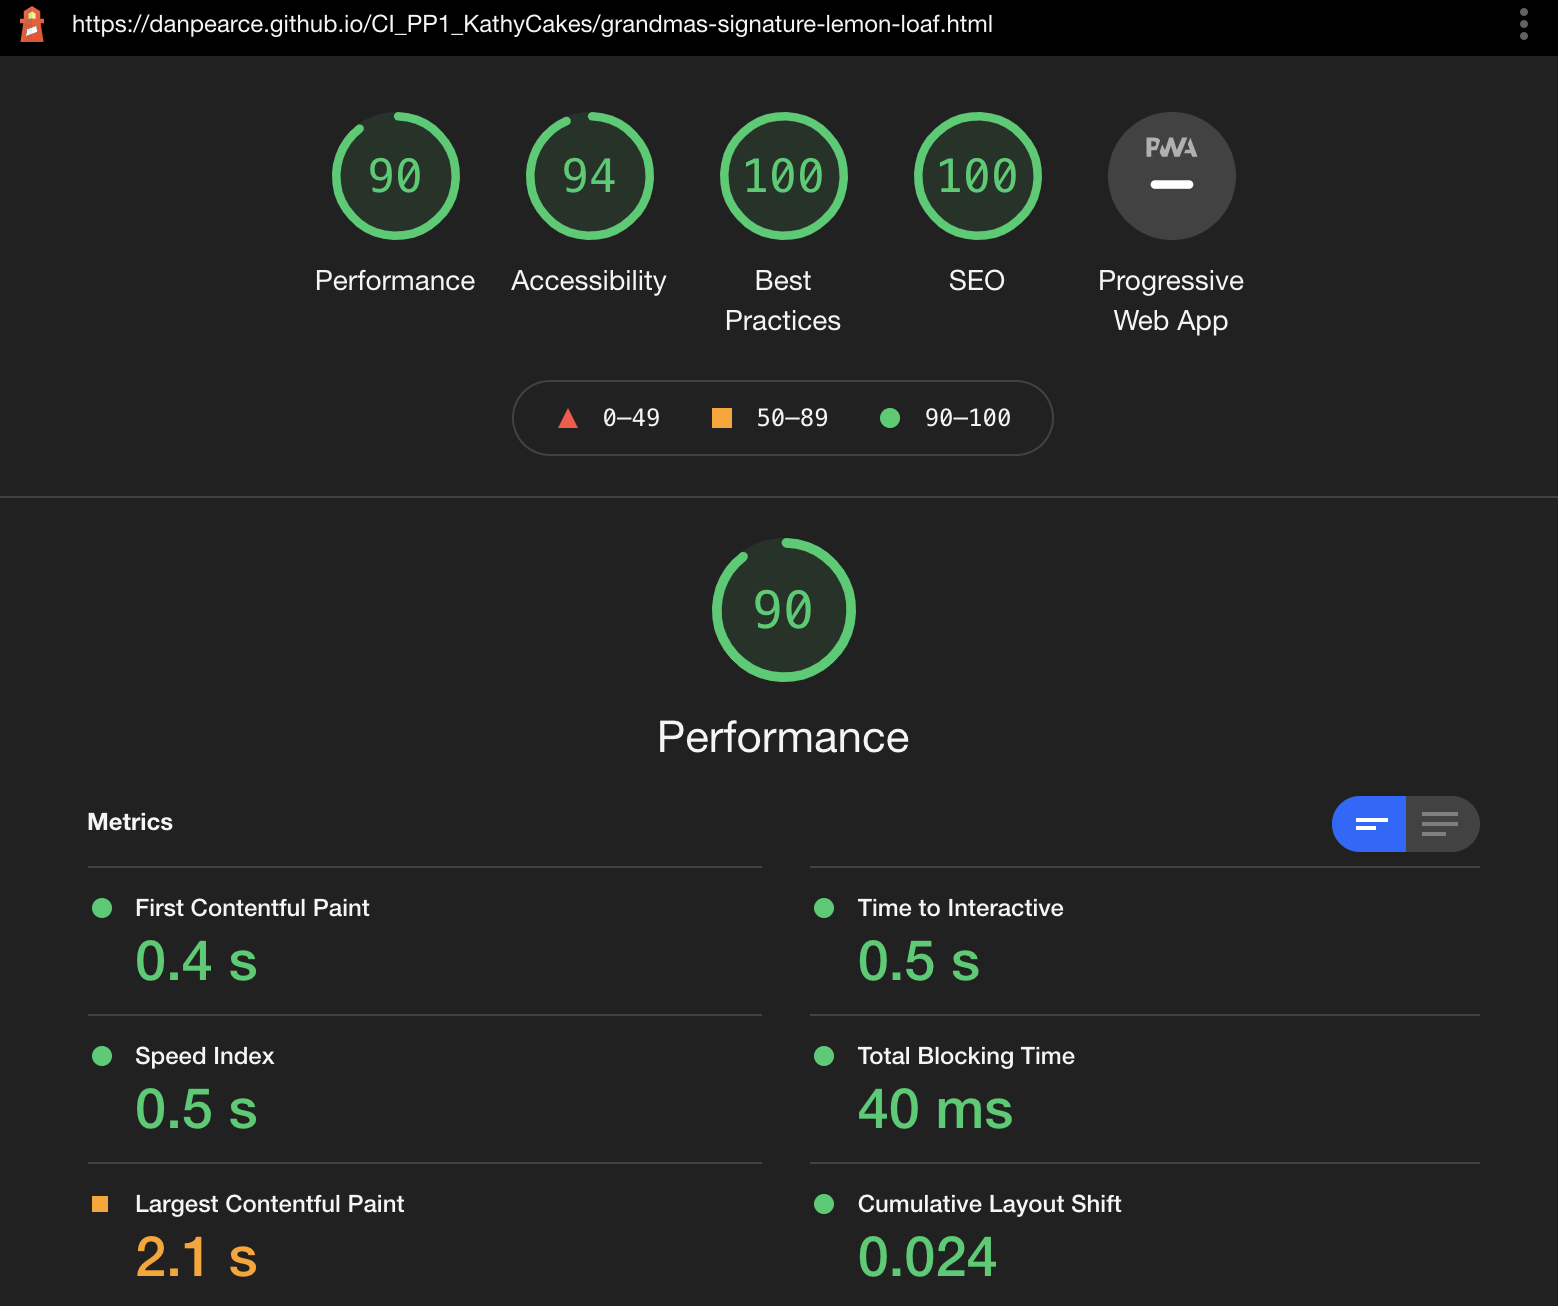 https://danpearce.github.io/CI_PP1_KathyCakes/grandmas-signature-lemon-loaf.html
90
94
100
100
PWA
Performance
Accessibility
Best
Practices
SEO
Progressive
Web App
0–49
50–89
90–100
90
Performance
Metrics
First Contentful Paint
0.4 s
Time to Interactive
0.5 s
Speed Index
0.5 s
Total Blocking Time
40 ms
Largest Contentful Paint
2.1 s
Cumulative Layout Shift
0.024